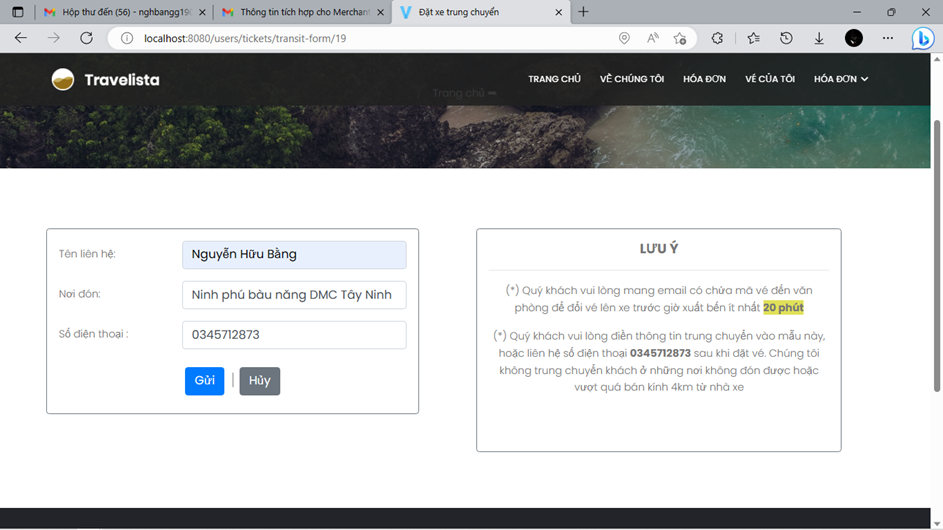 Hộp thư đến (56) - nghbangg190
Thông tin tích hợp cho Merchant
Đặt xe trung chuyển
localhost:8080/users/tickets/transit-form/19
Travelista
TRANG CHỦ
VỀ CHÚNG TÔI
HÓA ĐƠN
VÉ CỦA TÔI
HÓA ĐƠN
Trang chủ
Tên liên hệ:
Nguyễn Hữu Bằng
Nơi đón:
Ninh phú bàu năng DMC Tây Ninh
Số điện thoại :
0345712873
Gửi | Hủy
LƯU Ý
(*) Quý khách vui lòng mang email có chứa mã vé đến văn
phòng để đổi vé lên xe trước giờ xuất bến ít nhất 20 phút
(*) Quý khách vui lòng điền thông tin trung chuyển vào mẫu này,
hoặc liên hệ số điện thoại 0345712873 sau khi đặt vé. Chúng tôi
không trung chuyển khách ở những nơi không đón được hoặc
vượt quá bán kính 4km từ nhà xe